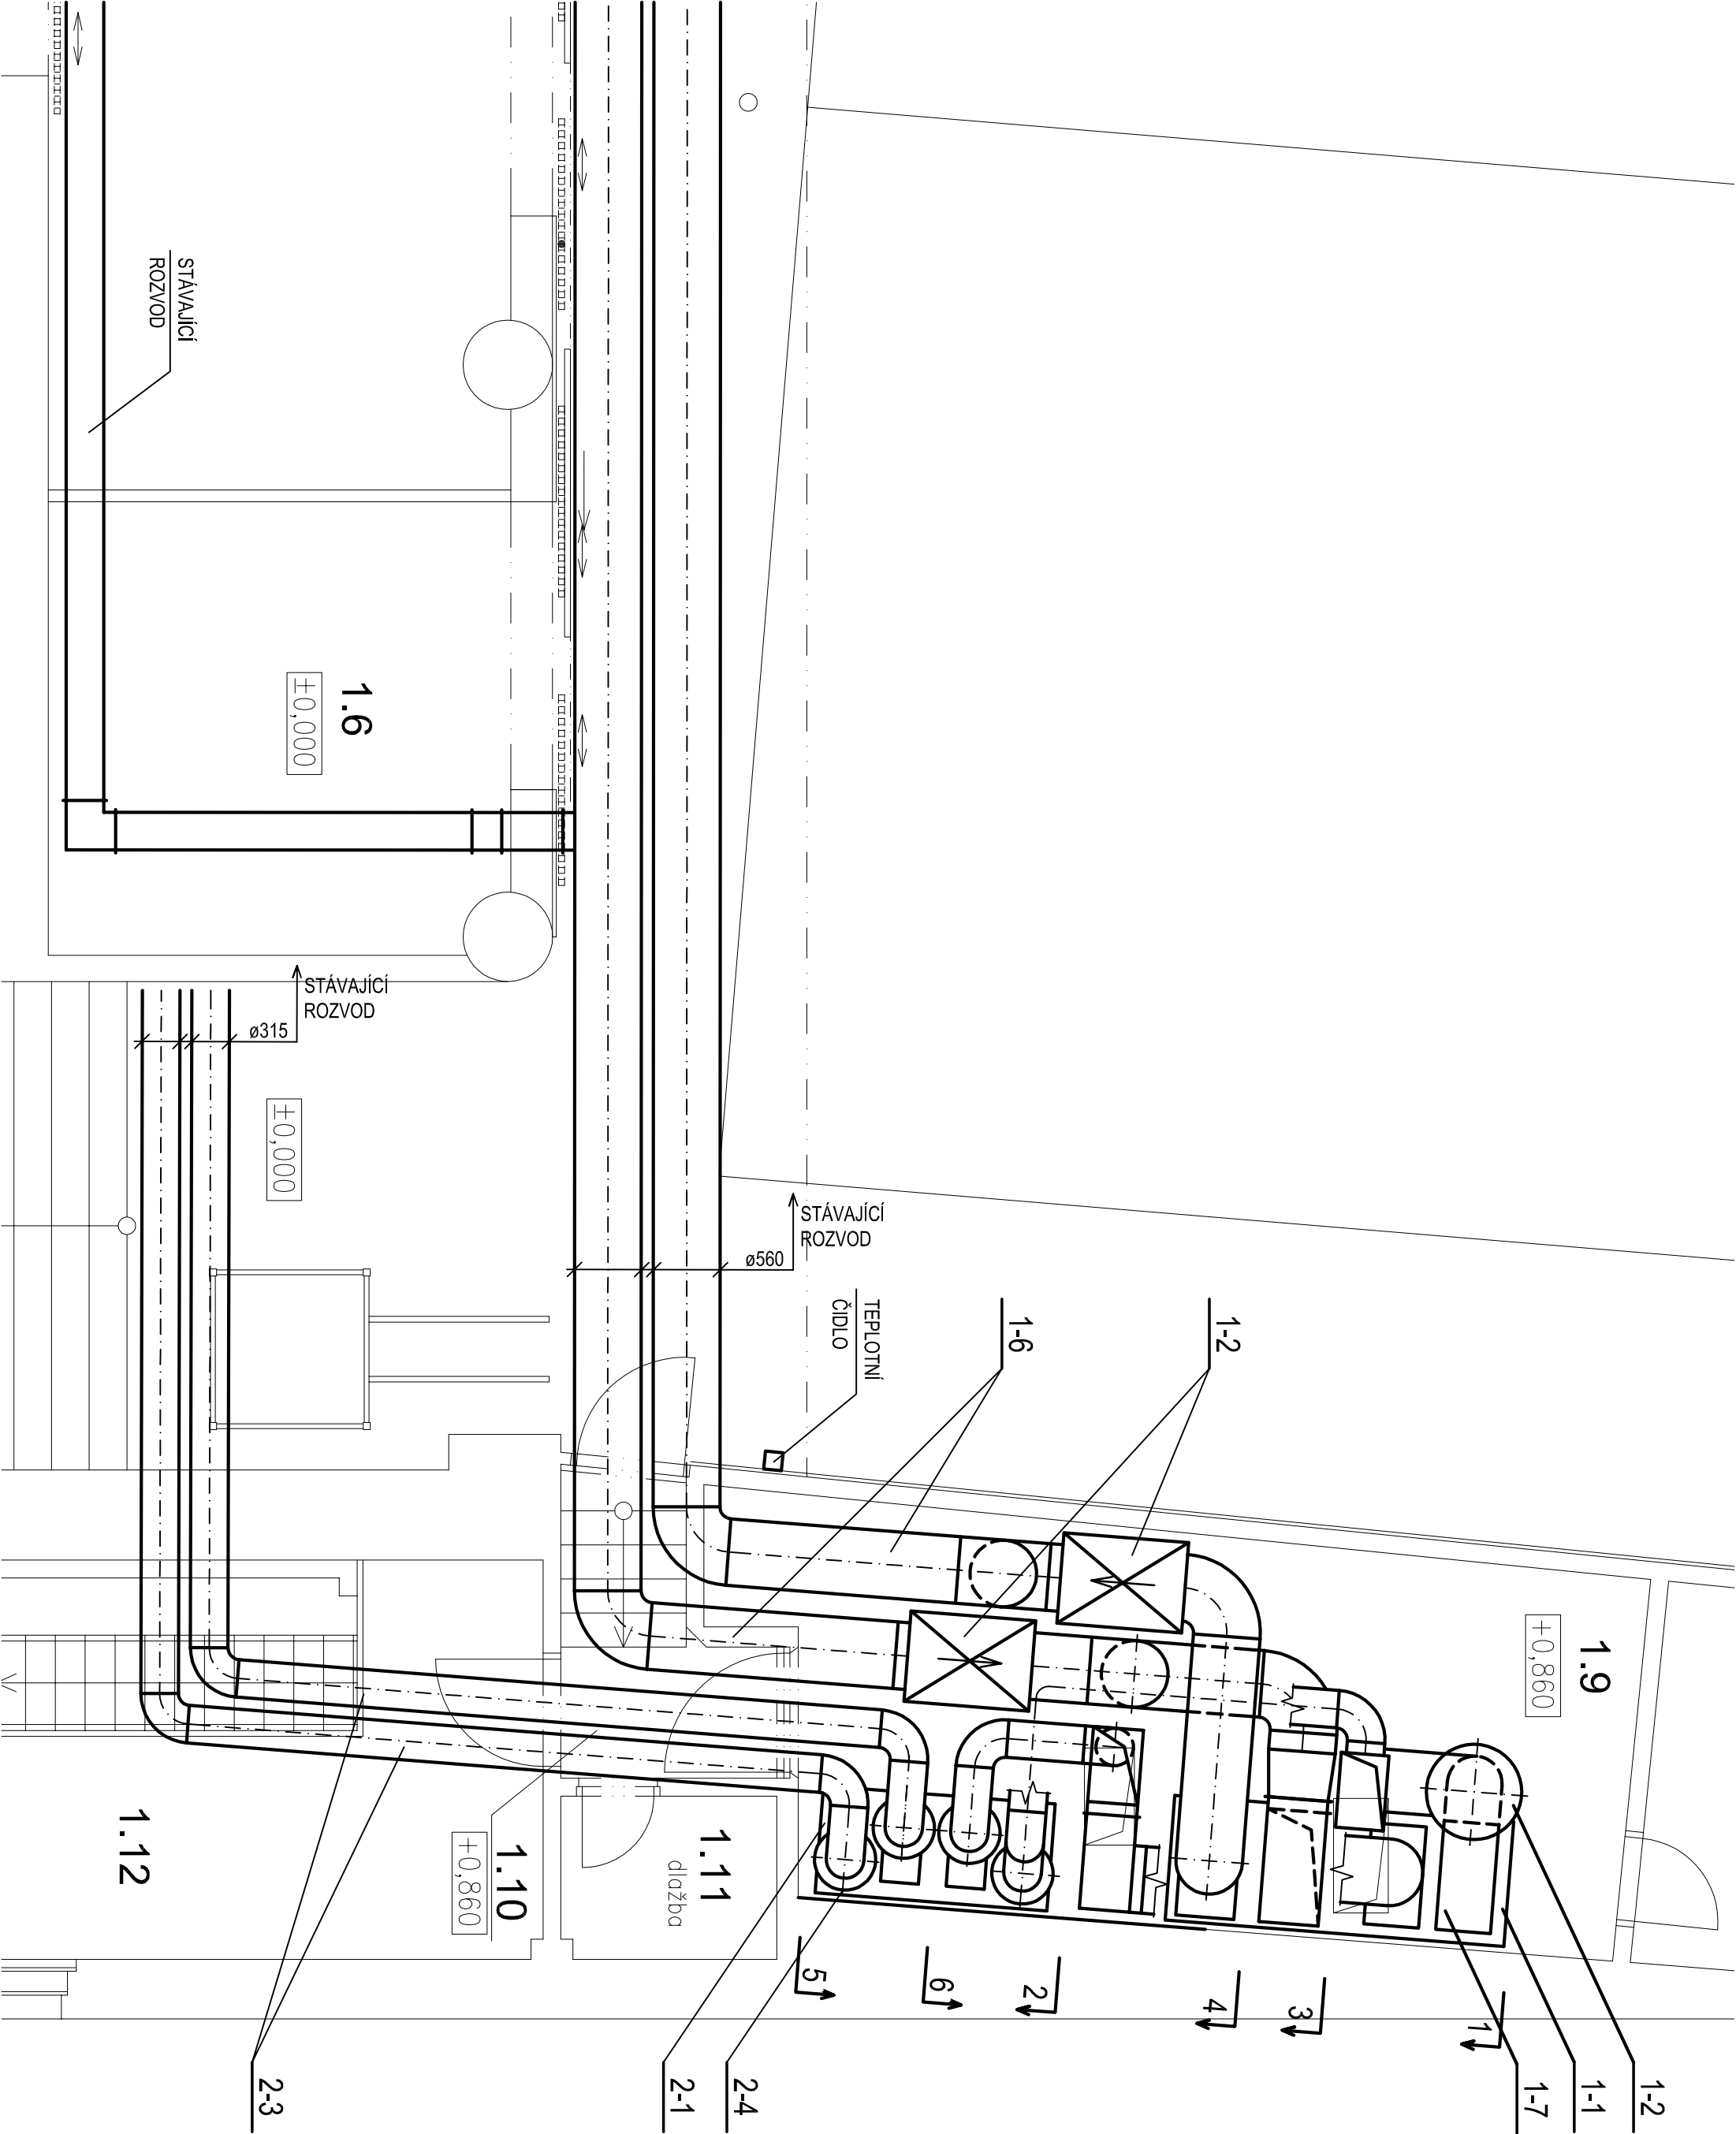 STÁVAJÍCÍ
ROZVOD
1.6
±0,000
STÁVAJÍCÍ
ROZVOD
ø315
±0,000
STÁVAJÍCÍ
ROZVOD
ø560
TEPLOTNÍ
ČIDLO
1-6
1-2
1.9
+0,860
1.12
1.10
+0,860
1.11
dlažba
5
6
2
4
3
1
2-3
2-1
2-4
1-7
1-1
1-2